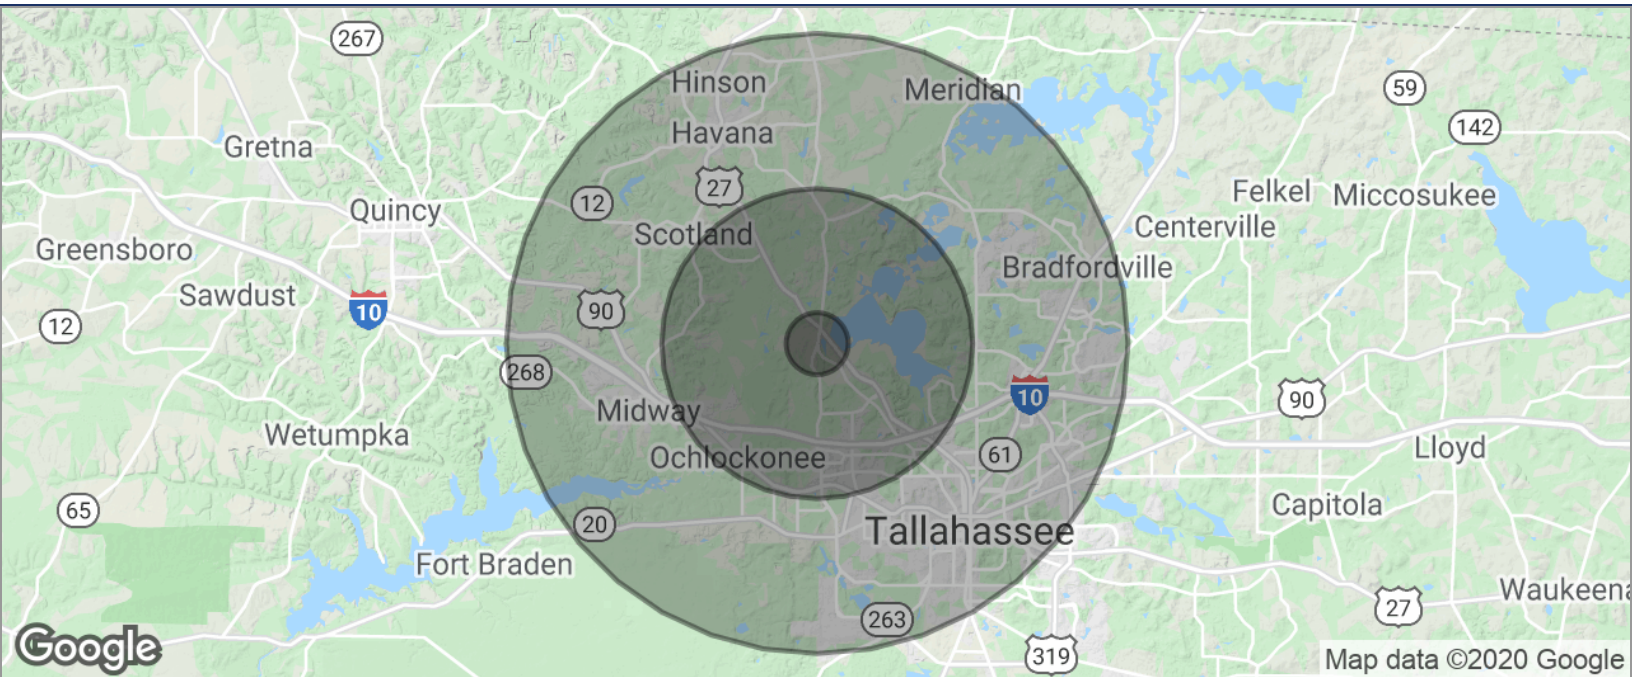 267
Hinson
Meridian
59
Havana
142
Gretna
27
Felkel
Miccosukee
12
Quincy
Centerville
Scotland
Greensboro
Bradfordville
Sawdust
10
90
12
268
10
90
Midway
Wetumpka
Ochlockonee
61
Lloyd
65
Capitola
20
Tallahassee
Fort Braden
Waukeena
27
263
Google
319
Map data ©2020 Google